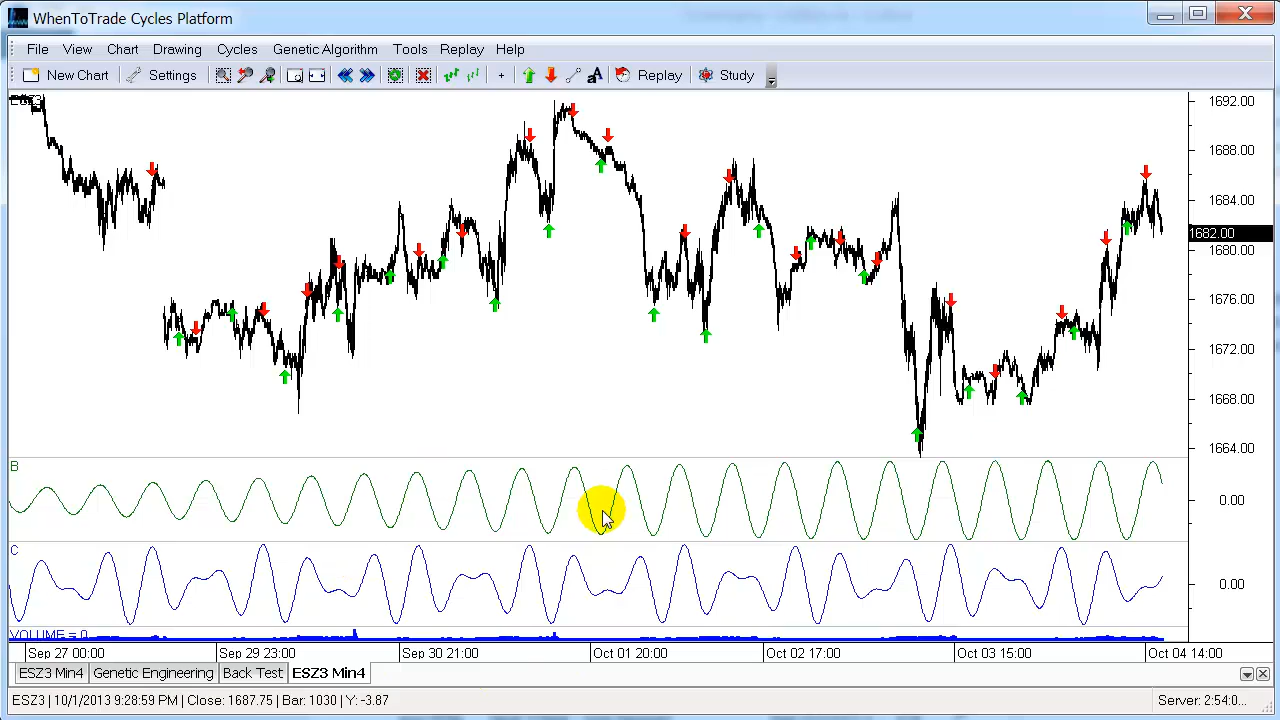 WhenToTrade Cycles Platform
File View Chart Drawing Cycles Genetic Algorithm Tools Replay Help
New Chart Settings A Replay Study
ESZ3
1692.00
1688.00
1684.00
1682.00
1680.00
1676.00
1672.00
1668.00
1664.00
B
0.00
C
0.00
VOLUME = 0
Sep 27 00:00 Sep 29 23:00 Sep 30 21:00 Oct 01 20:00 Oct 02 17:00 Oct 03 15:00 Oct 04 14:00
ESZ3 Min4 Genetic Engineering Back Test ESZ3 Min4
ESZ3 | 10/1/2013 9:28:59 PM | Close: 1687.75 | Bar: 1030 | Y: -3.87 Server: 2:54:0...